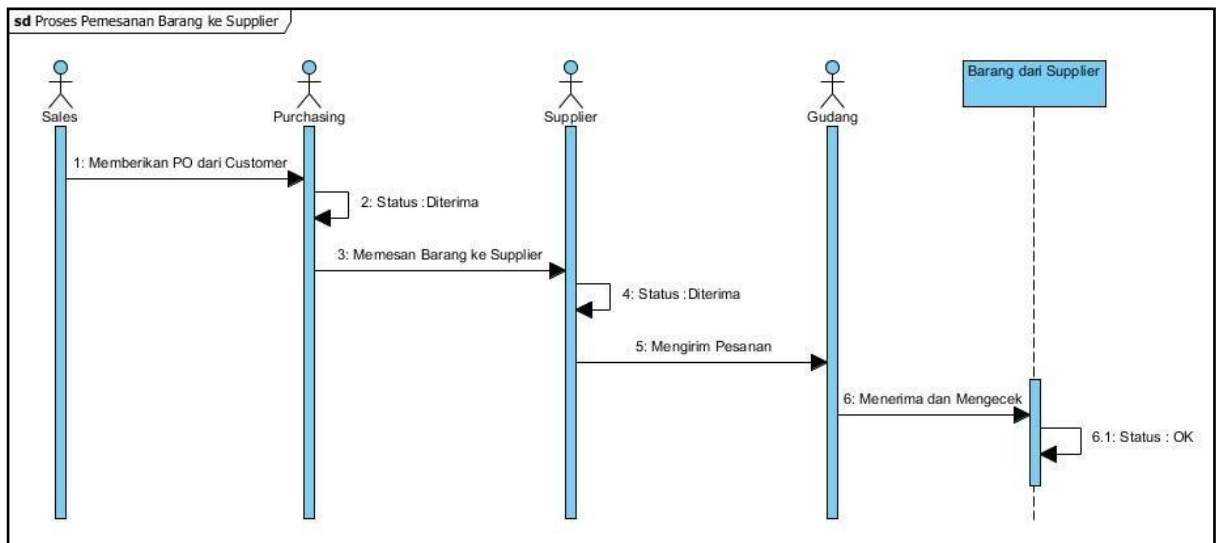 sd Proses Pemesanan Barang ke Supplier
Sales
Purchasing
Supplier
Gudang
Barang dari Supplier
1: Memberikan PO dari Customer
2: Status :Diterima
3: Memesan Barang ke Supplier
4: Status :Diterima
5: Mengirim Pesanan
6: Menerima dan Mengecek
6.1: Status : OK